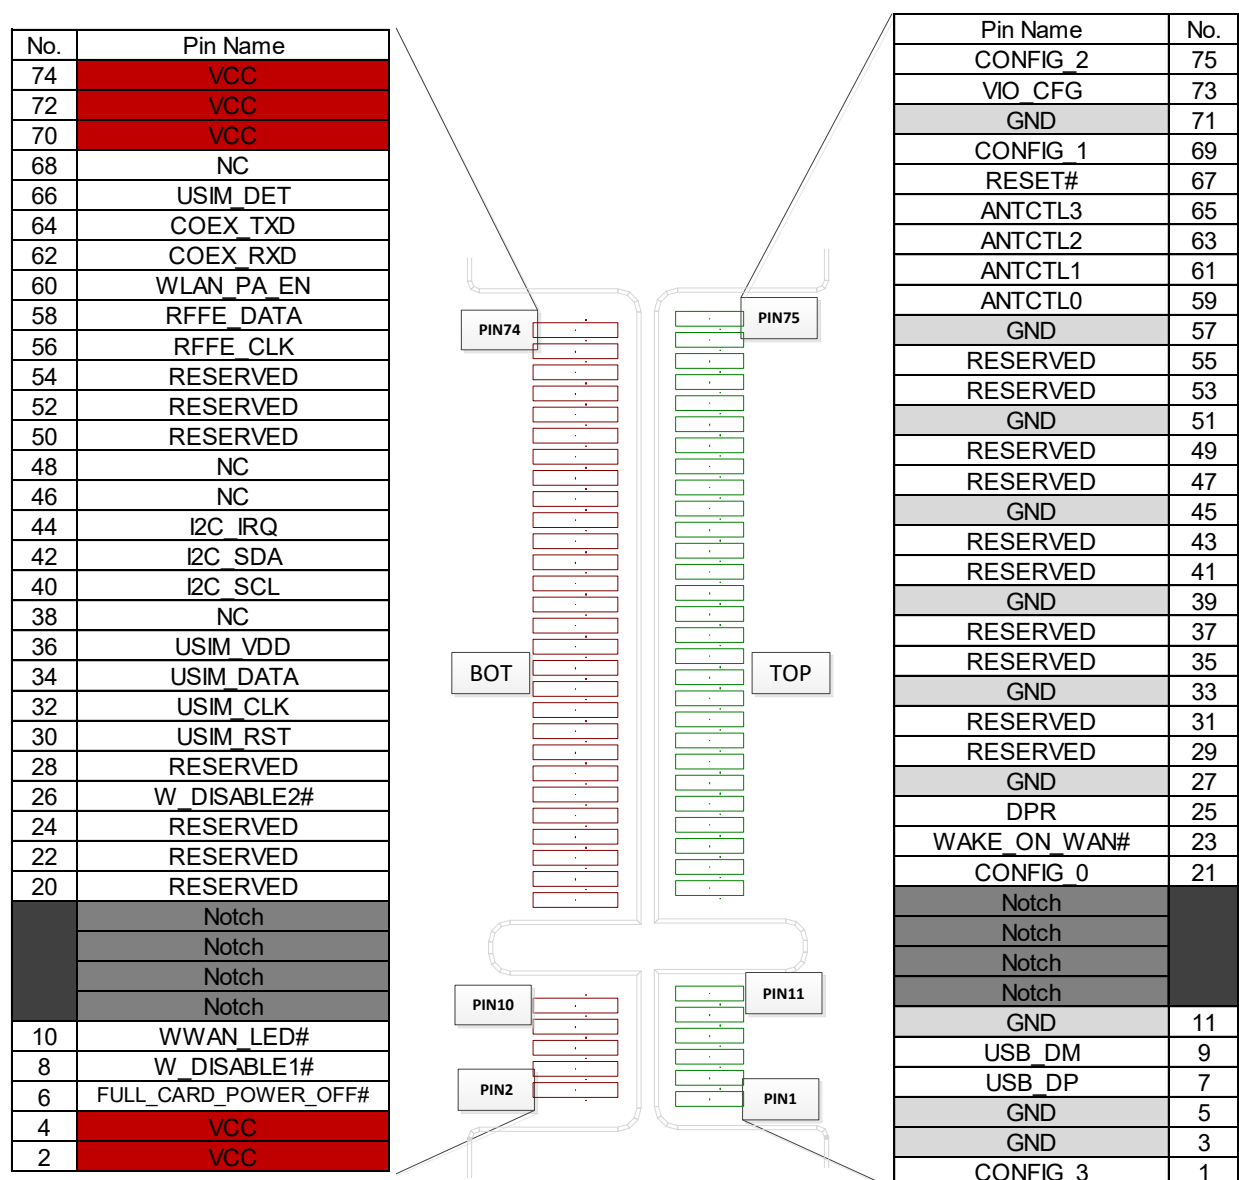 No. Pin Name
74 VCC
72 VCC
70 VCC
68 NC
66 USIM_DET
64 COEX_TXD
62 COEX_RXD
60 WLAN_PA_EN
58 RFFE_DATA
56 RFFE_CLK
54 RESERVED
52 RESERVED
50 RESERVED
48 NC
46 NC
44 I2C_IRQ
42 I2C_SDA
40 I2C_SCL
38 NC
36 USIM_VDD
34 USIM_DATA
32 USIM_CLK
30 USIM_RST
28 RESERVED
26 W_DISABLE2#
24 RESERVED
22 RESERVED
20 RESERVED
Notch
Notch
Notch
Notch
10 WWAN_LED#
8 W_DISABLE1#
6 FULL_CARD_POWER_OFF#
4 VCC
2 VCC
PIN74
BOT
PIN10
PIN2
PIN75
TOP
PIN11
PIN1
Pin Name No.
CONFIG_2 75
VIO_CFG 73
GND 71
CONFIG_1 69
RESET# 67
ANTCTL3 65
ANTCTL2 63
ANTCTL1 61
ANTCTL0 59
GND 57
RESERVED 55
RESERVED 53
GND 51
RESERVED 49
RESERVED 47
GND 45
RESERVED 43
RESERVED 41
GND 39
RESERVED 37
RESERVED 35
GND 33
RESERVED 31
RESERVED 29
GND 27
DPR 25
WAKE_ON_WAN# 23
CONFIG_0 21
Notch
Notch
Notch
Notch
GND 11
USB_DM 9
USB_DP 7
GND 5
GND 3
CONFIG_3 1